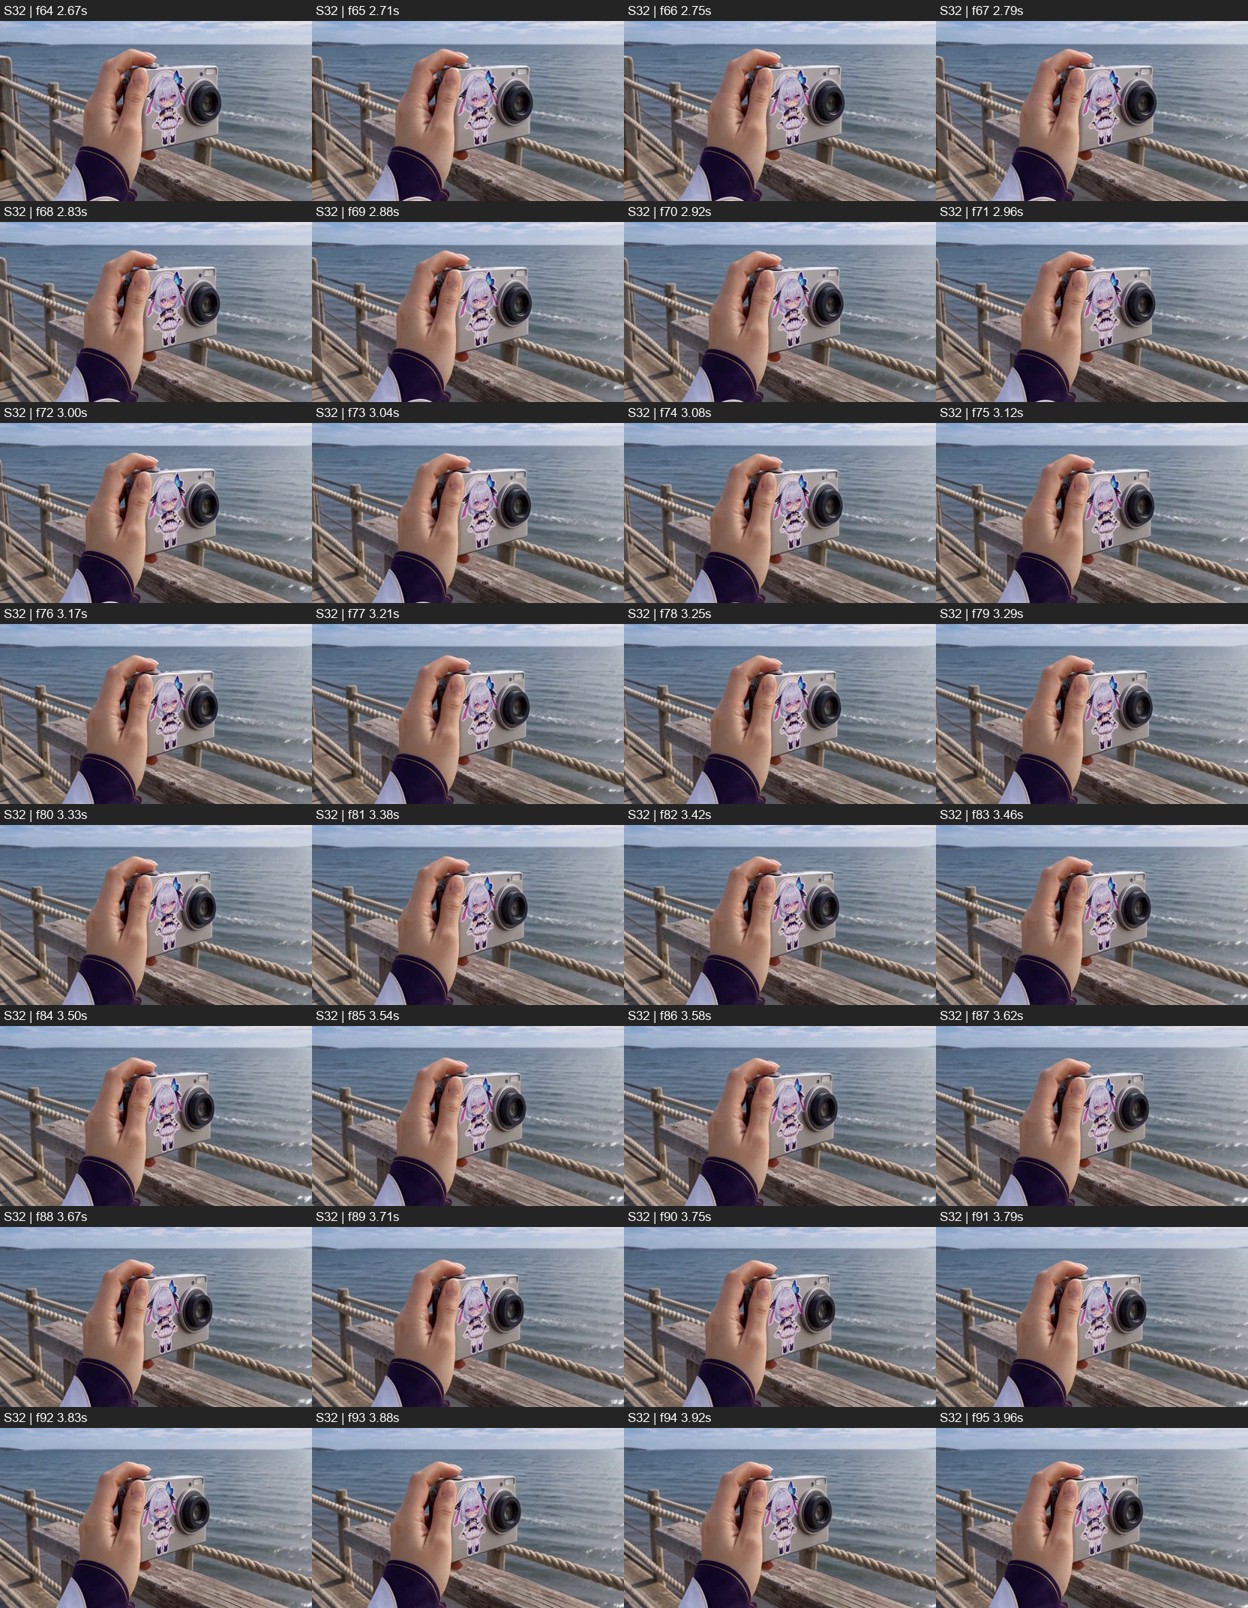 S32 | f64 2.67s
S32 | f65 2.71s
S32 | f66 2.75s
S32 | f67 2.79s
S32 | f68 2.83s
S32 | f69 2.88s
S32 | f70 2.92s
S32 | f71 2.96s
S32 | f72 3.00s
S32 | f73 3.04s
S32 | f74 3.08s
S32 | f75 3.12s
S32 | f76 3.17s
S32 | f77 3.21s
S32 | f78 3.25s
S32 | f79 3.29s
S32 | f80 3.33s
S32 | f81 3.38s
S32 | f82 3.42s
S32 | f83 3.46s
S32 | f84 3.50s
S32 | f85 3.54s
S32 | f86 3.58s
S32 | f87 3.62s
S32 | f88 3.67s
S32 | f89 3.71s
S32 | f90 3.75s
S32 | f91 3.79s
S32 | f92 3.83s
S32 | f93 3.88s
S32 | f94 3.92s
S32 | f95 3.96s